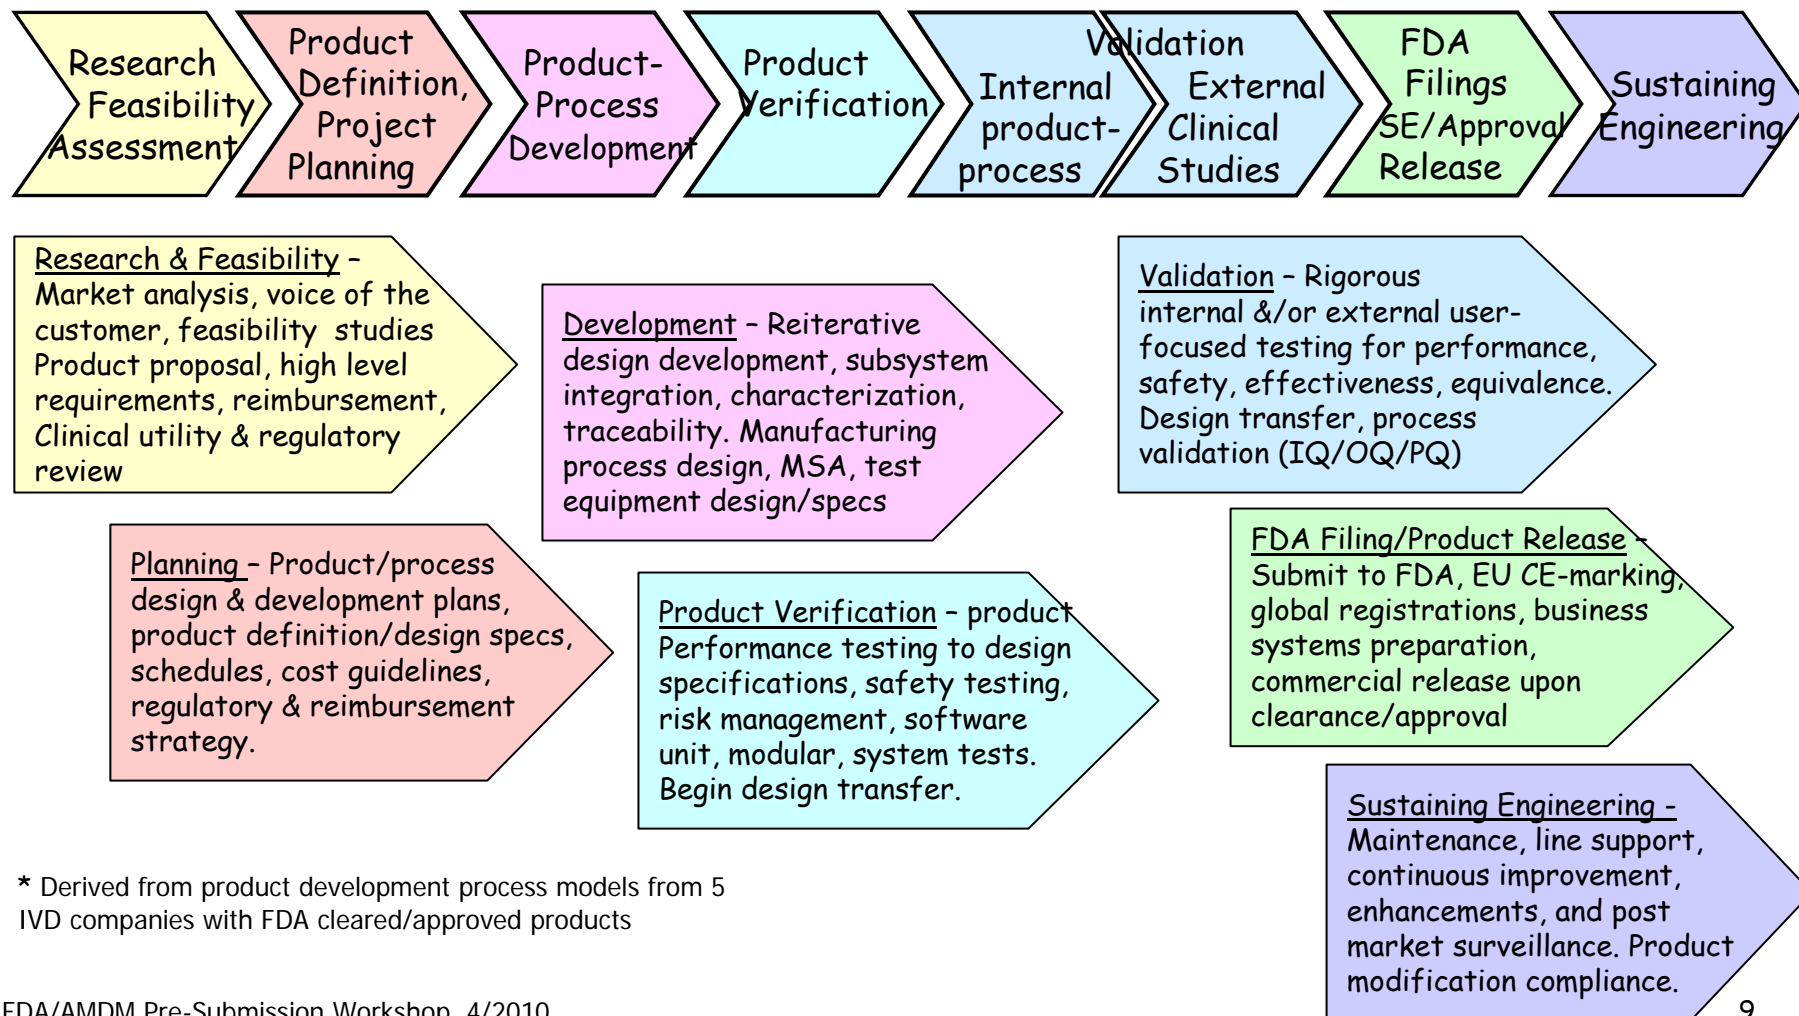 Research
Feasibility
Assessment
Product
Definition,
Project
Planning
Product-
Process
Development
Product
Verification
Validation
Internal
product-
process
External
Clinical
Studies
FDA
Filings
SE/Approval
Release
Sustaining
Engineering
Research & Feasibility –
Market analysis, voice of the
customer, feasibility studies
Product proposal, high level
requirements, reimbursement,
Clinical utility & regulatory
review
Planning – Product/process
design & development plans,
product definition/design specs,
schedules, cost guidelines,
regulatory & reimbursement
strategy.
Development – Reiterative
design development, subsystem
integration, characterization,
traceability. Manufacturing
process design, MSA, test
equipment design/specs
Product Verification – product
Performance testing to design
specifications, safety testing,
risk management, software
unit, modular, system tests.
Begin design transfer.
Validation – Rigorous
internal &/or external user-
focused testing for performance,
safety, effectiveness, equivalence.
Design transfer, process
validation (IQ/OQ/PQ)
FDA Filing/Product Release –
Submit to FDA, EU CE-marking,
global registrations, business
systems preparation,
commercial release upon
clearance/approval
Sustaining Engineering -
Maintenance, line support,
continuous improvement,
enhancements, and post
market surveillance. Product
modification compliance.
* Derived from product development process models from 5
IVD companies with FDA cleared/approved products
FDA/AMDM Pre-Submission Workshop, 4/2010
9